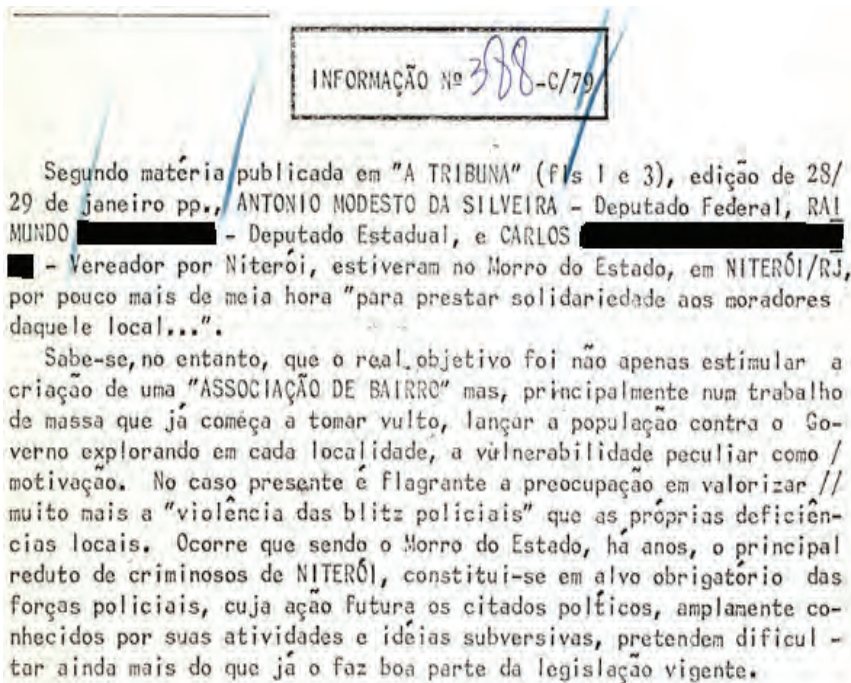 INFORMAÇÃO Nº 388-C/79
Segundo matéria publicada em "A TRIBUNA" (fls 1 e 3), edição de 28/
29 de janeiro pp., ANTONIO MODESTO DA SILVEIRA - Deputado Federal, RAI
MUNDO - Deputado Estadual, e CARLOS
- Vereador por Niterói, estiveram no Morro do Estado, em NITERÓI/RJ,
por pouco mais de meia hora "para prestar solidariedade aos moradores
daquele local...".
Sabe-se, no entanto, que o real objetivo foi não apenas estimular a
criação de uma "ASSOCIAÇÃO DE BAIRRO" mas, principalmente num trabalho
de massa que já começa a tomar vulto, lançar a população contra o Go-
verno explorando em cada localidade, a vulnerabilidade peculiar como /
motivação. No caso presente é flagrante a preocupação em valorizar //
muito mais a "violência das blitz policiais" que as próprias deficiên-
cias locais. Ocorre que sendo o Morro do Estado, há anos, o principal
reduto de criminosos de NITERÓI, constitui-se em alvo obrigatório das
forças policiais, cuja ação futura os citados polticos, amplamente co-
nhecidos por suas atividades e idéias subversivas, pretendem dificul -
tar ainda mais do que já o faz boa parte da legislação vigente.